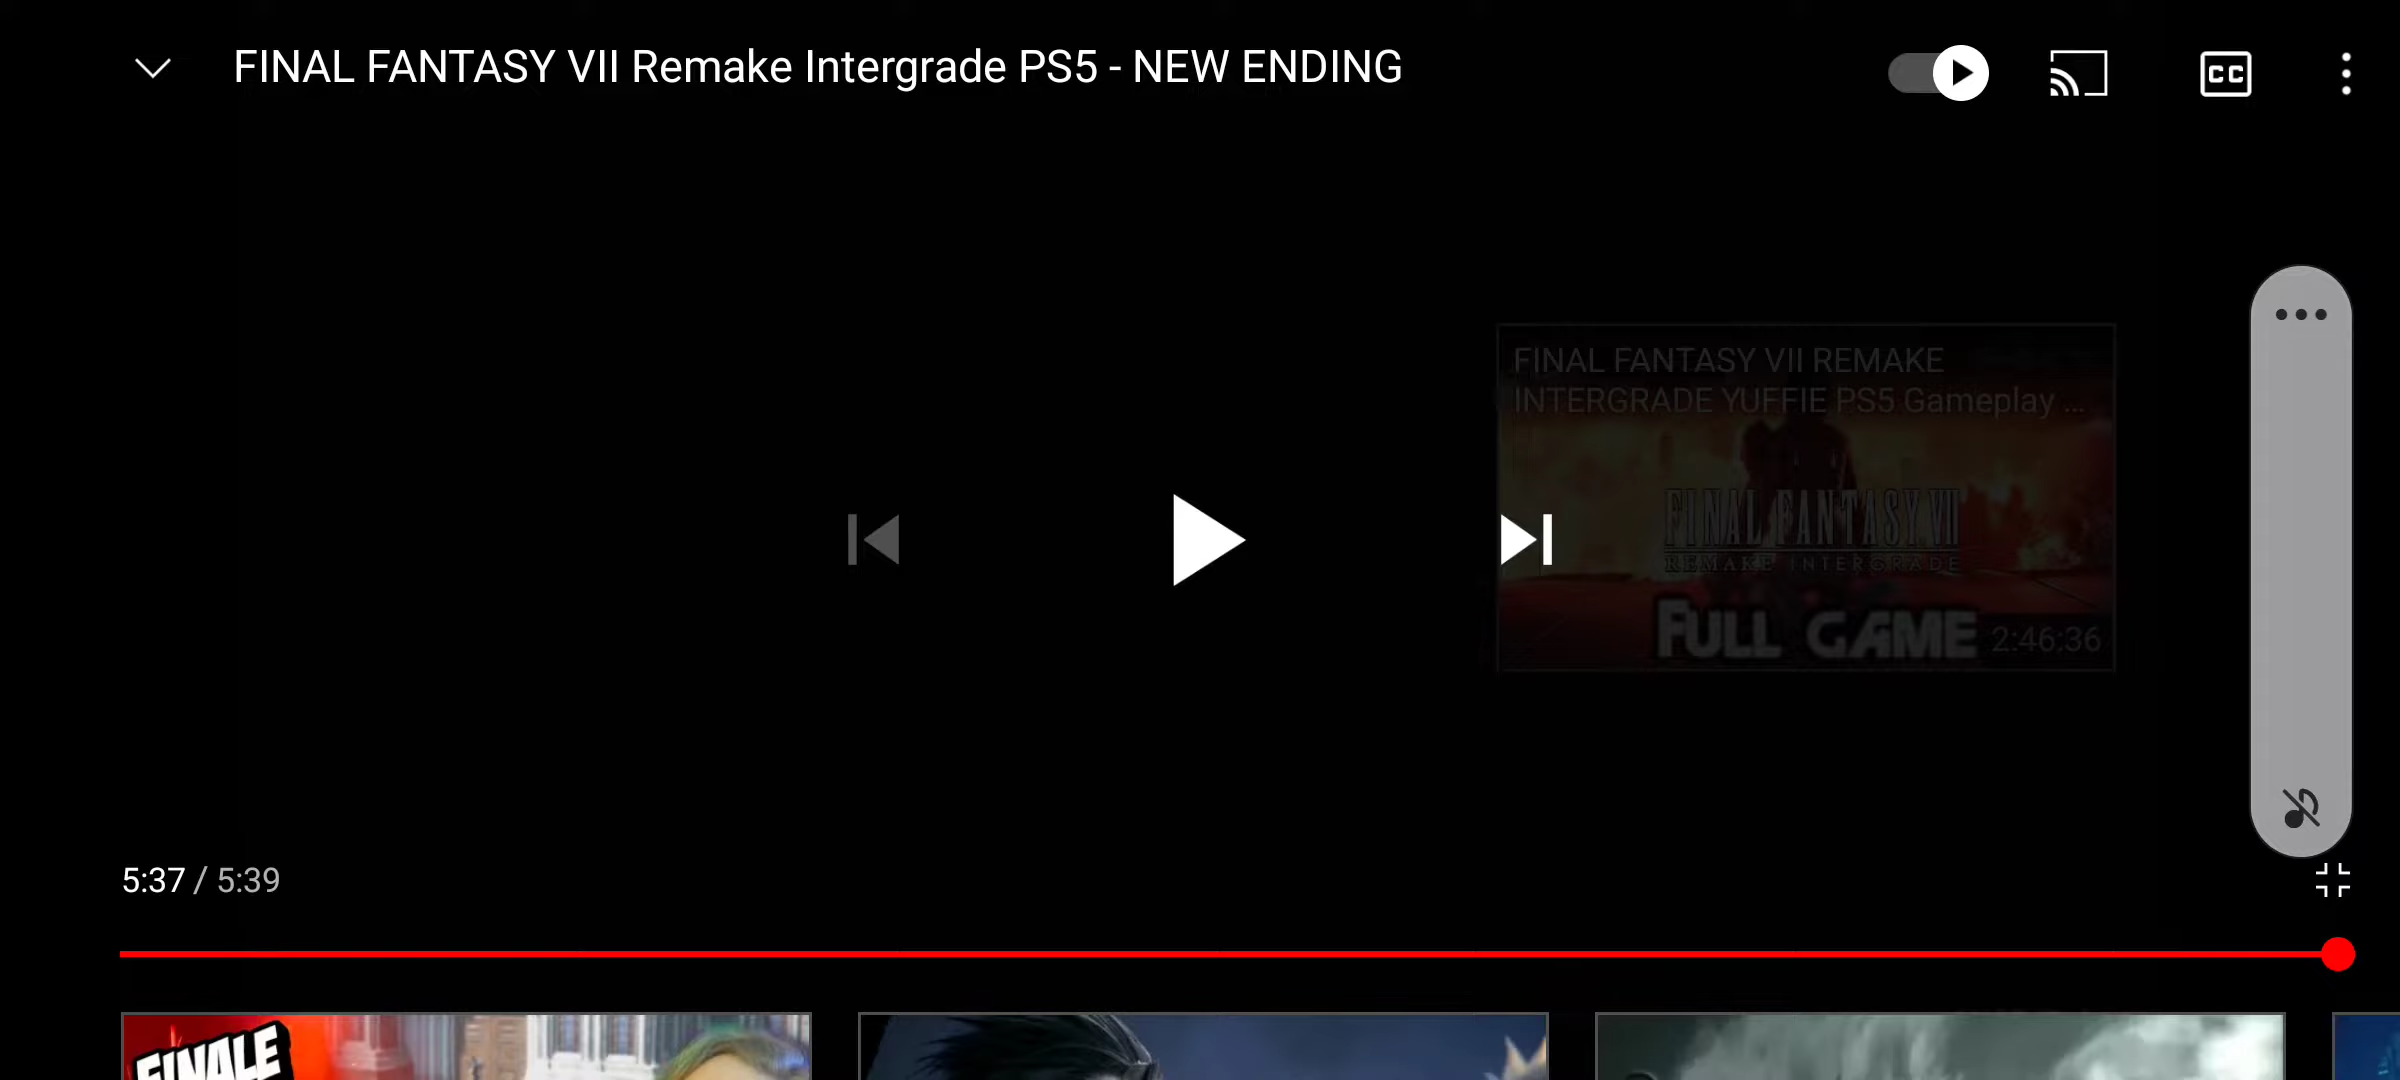 FINAL FANTASY VII Remake Intergrade PS5 - NEW ENDING
CC
FINAL FANTASY VII REMAKE
INTERGRADE YUFFIE PS5 Gameplay ...
FINAL FANTASY VII
REMAKE INTERGRADE
FULL GAME
2:46:36
5:37 / 5:39
FINALE